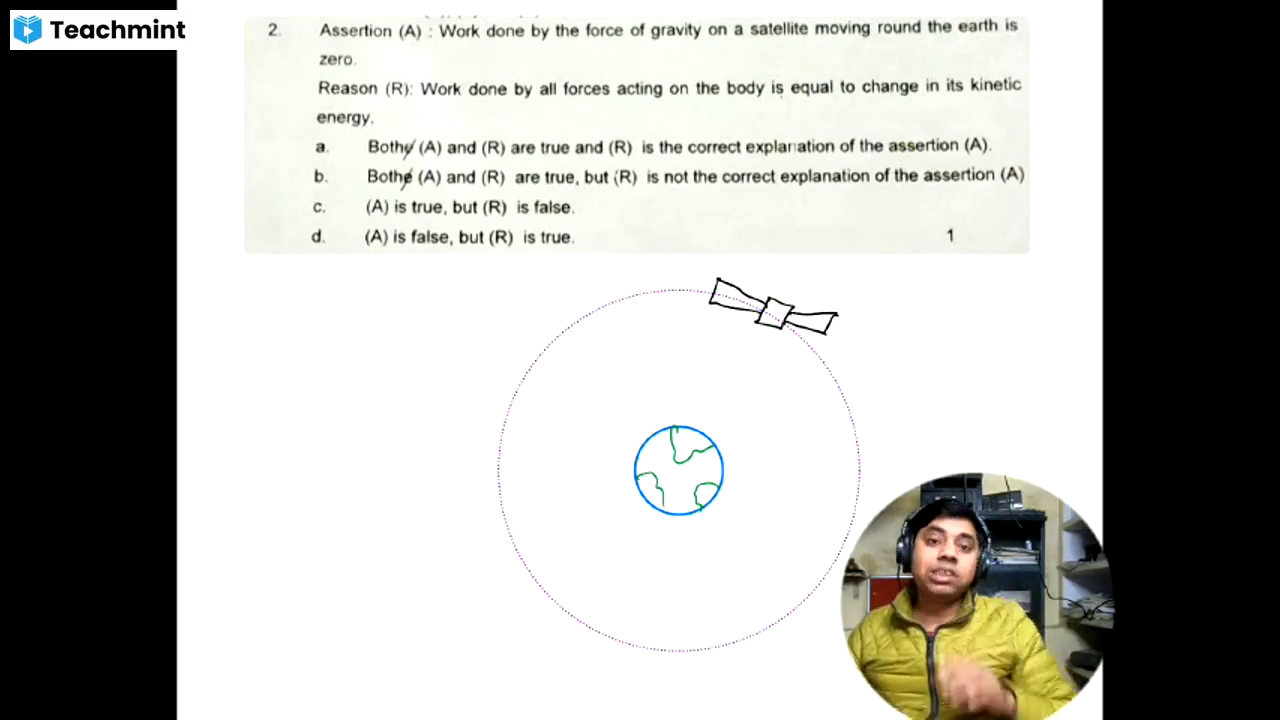 Teachmint
2. Assertion (A) : Work done by the force of gravity on a satellite moving round the earth is
zero.
Reason (R): Work done by all forces acting on the body is equal to change in its kinetic
energy.
a. Both (A) and (R) are true and (R) is the correct explanation of the assertion (A).
b. Both (A) and (R) are true, but (R) is not the correct explanation of the assertion (A)
c. (A) is true, but (R) is false.
d. (A) is false, but (R) is true. 1